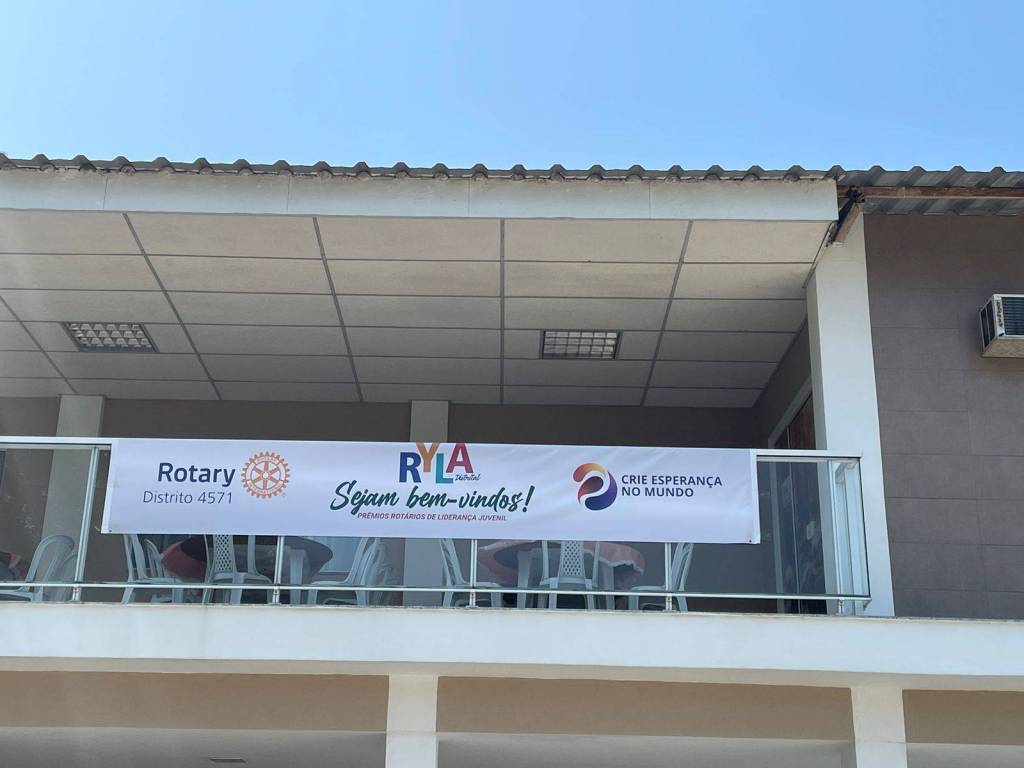 Rotary
Distrito 4571
RYLA
Distrital
Sejam bem-vindos!
PRÊMIOS ROTÁRIOS DE LIDERANÇA JUVENIL
CRIE ESPERANÇA
NO MUNDO